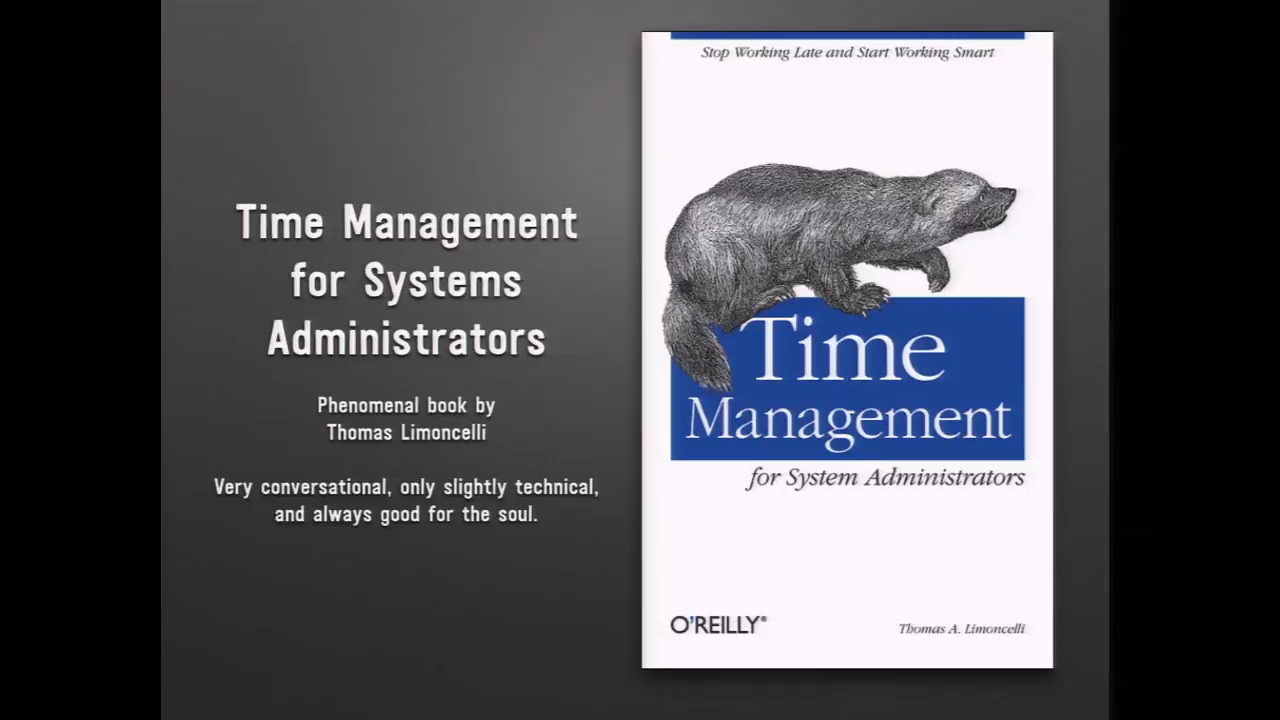 Time Management
for Systems
Administrators
Phenomenal book by
Thomas Limoncelli
Very conversational, only slightly technical,
and always good for the soul.
Stop Working Late and Start Working Smart
Time
Management
for System Administrators
O'REILLY®
Thomas A. Limoncelli